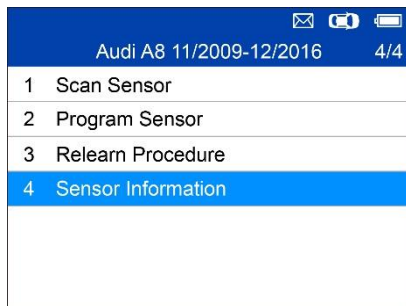 Audi A8 11/2009-12/2016 4/4
1 Scan Sensor
2 Program Sensor
3 Relearn Procedure
4 Sensor Information